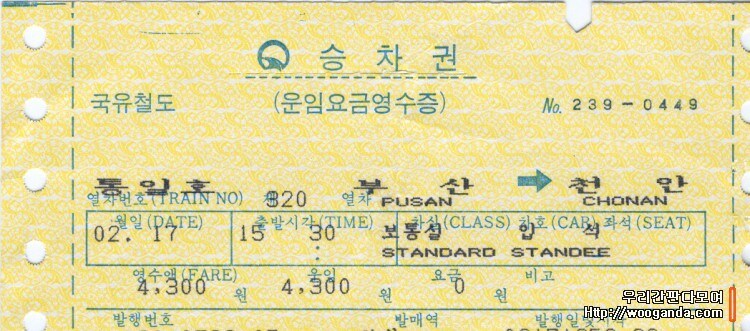 승차권
국유철도 (운임요금영수증) No. 239-0449
통일호 부산 → 천안
열차번호(TRAIN NO) 제 320 열차 PUSAN CHONAN
월일(DATE) 출발시간(TIME) 차실(CLASS) 차호(CAR) 좌석(SEAT)
02. 17 15 : 30 보통실 입석
STANDARD STANDEE
영수액(FARE) 운임 요금 비고
4,300 원 4,300 원 0 원
우리간판다모여
발행번호 발매역
Http://www.wooganda.com